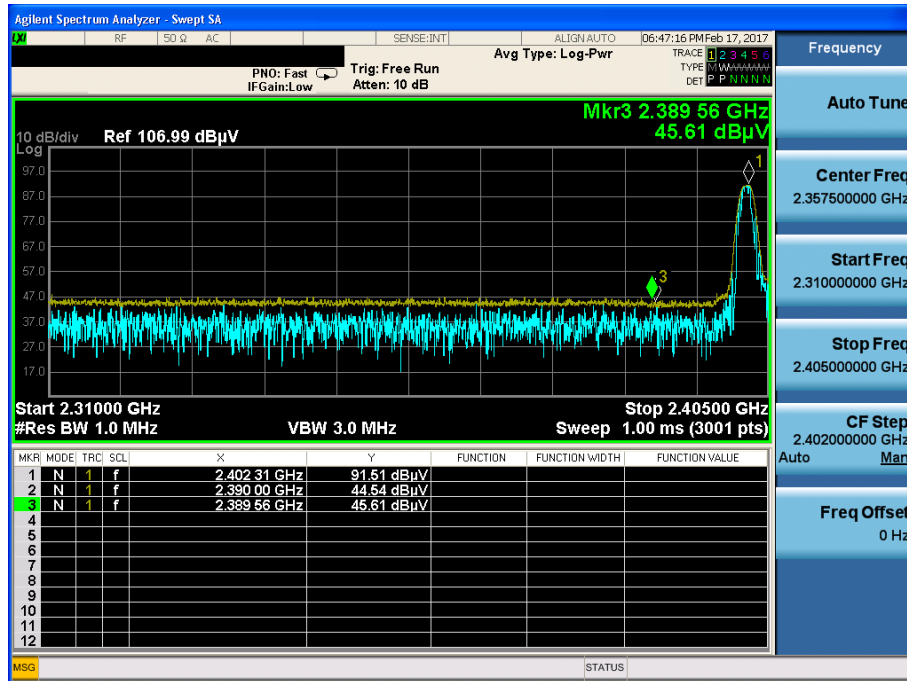 Agilent Spectrum Analyzer - Swept SA
LXI RF 50 Ω AC SENSE:INT ALIGN AUTO 06:47:16 PM Feb 17, 2017
Avg Type: Log-Pwr TRACE 1 2 3 4 5 6
PNO: Fast Trig: Free Run TYPE M W W W W W
IFGain:Low Atten: 10 dB DET P P N N N N
Mkr3 2.389 56 GHz
45.61 dBµV
10 dB/div Ref 106.99 dBµV
Log
97.0
87.0
77.0
67.0
57.0
47.0
37.0
27.0
17.0
1
3
Start 2.31000 GHz Stop 2.40500 GHz
#Res BW 1.0 MHz VBW 3.0 MHz Sweep 1.00 ms (3001 pts)
MKR MODE TRC SCL X Y FUNCTION FUNCTION WIDTH FUNCTION VALUE
1 N 1 f 2.402 31 GHz 91.51 dBµV
2 N 1 f 2.390 00 GHz 44.54 dBµV
3 N 1 f 2.389 56 GHz 45.61 dBµV
4
5
6
7
8
9
10
11
12
MSG STATUS
Frequency
Auto Tune
Center Freq
2.357500000 GHz
Start Freq
2.310000000 GHz
Stop Freq
2.405000000 GHz
CF Step
2.402000000 GHz
Auto Man
Freq Offset
0 Hz